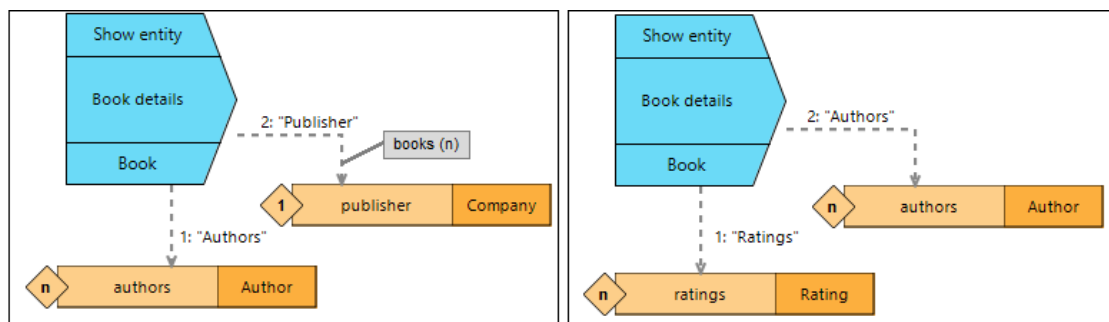 Show entity
Book details
Book
2: "Publisher"
books (n)
1 publisher Company
1: "Authors"
n authors Author
Show entity
Book details
Book
2: "Authors"
n authors Author
1: "Ratings"
n ratings Rating